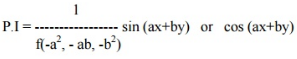 1
P.I = ----------------- sin (ax+by) or cos (ax+by)
f(-a², - ab, -b²)